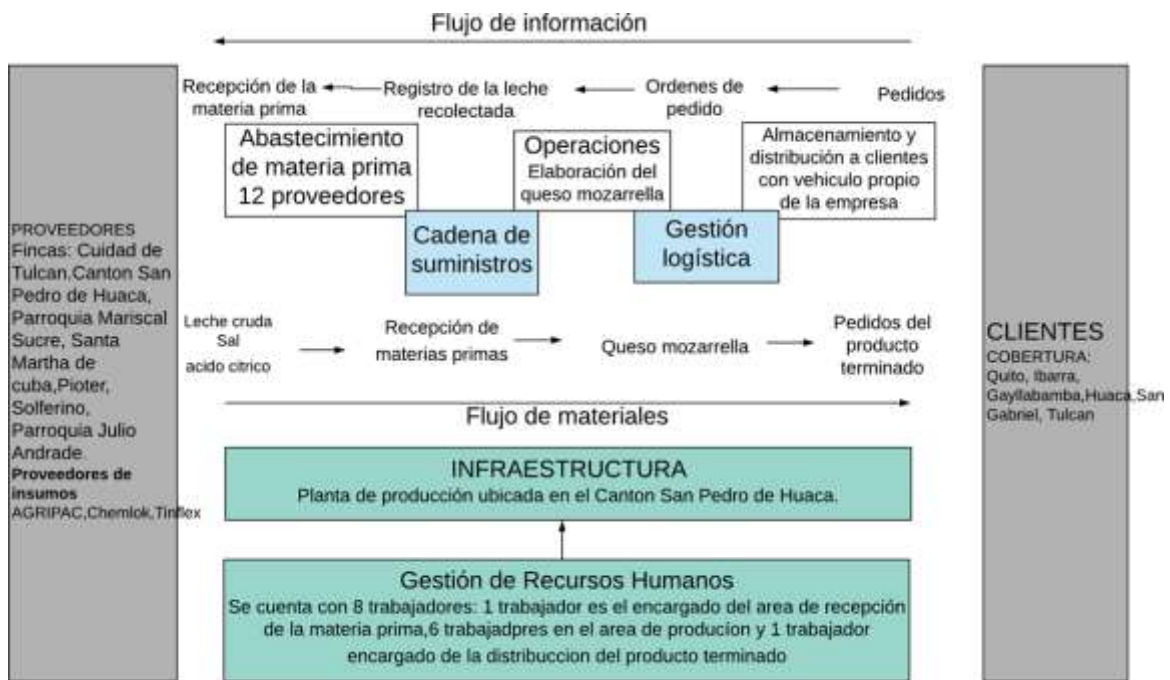 Flujo de información
Recepción de la
materia prima
Registro de la leche
recolectada
Ordenes de
pedido
Pedidos
Abastecimiento
de materia prima
12 proveedores
Operaciones
Elaboración del
queso mozarrella
Almacenamiento y
distribución a clientes
con vehiculo propio
de la empresa
Cadena de
suministros
Gestión
logística
PROVEEDORES
Fincas: Cuidad de
Tulcan,Canton San
Pedro de Huaca,
Parroquia Mariscal
Sucre, Santa
Martha de
cuba,Pioter,
Solferino,
Parroquia Julio
Andrade.
Proveedores de
insumos
AGRIPAC,Chemlok,Tinflex
Leche cruda
Sal
acido citrico
Recepción de
materias primas
Queso mozarrella
Pedidos del
producto
terminado
CLIENTES
COBERTURA:
Quito, Ibarra,
Gayllabamba,Huaca,San
Gabriel, Tulcan
Flujo de materiales
INFRAESTRUCTURA
Planta de producción ubicada en el Canton San Pedro de Huaca.
Gestión de Recursos Humanos
Se cuenta con 8 trabajadores: 1 trabajador es el encargado del area de recepción
de la materia prima,6 trabajadpres en el area de producion y 1 trabajador
encargado de la distribuccion del producto terminado